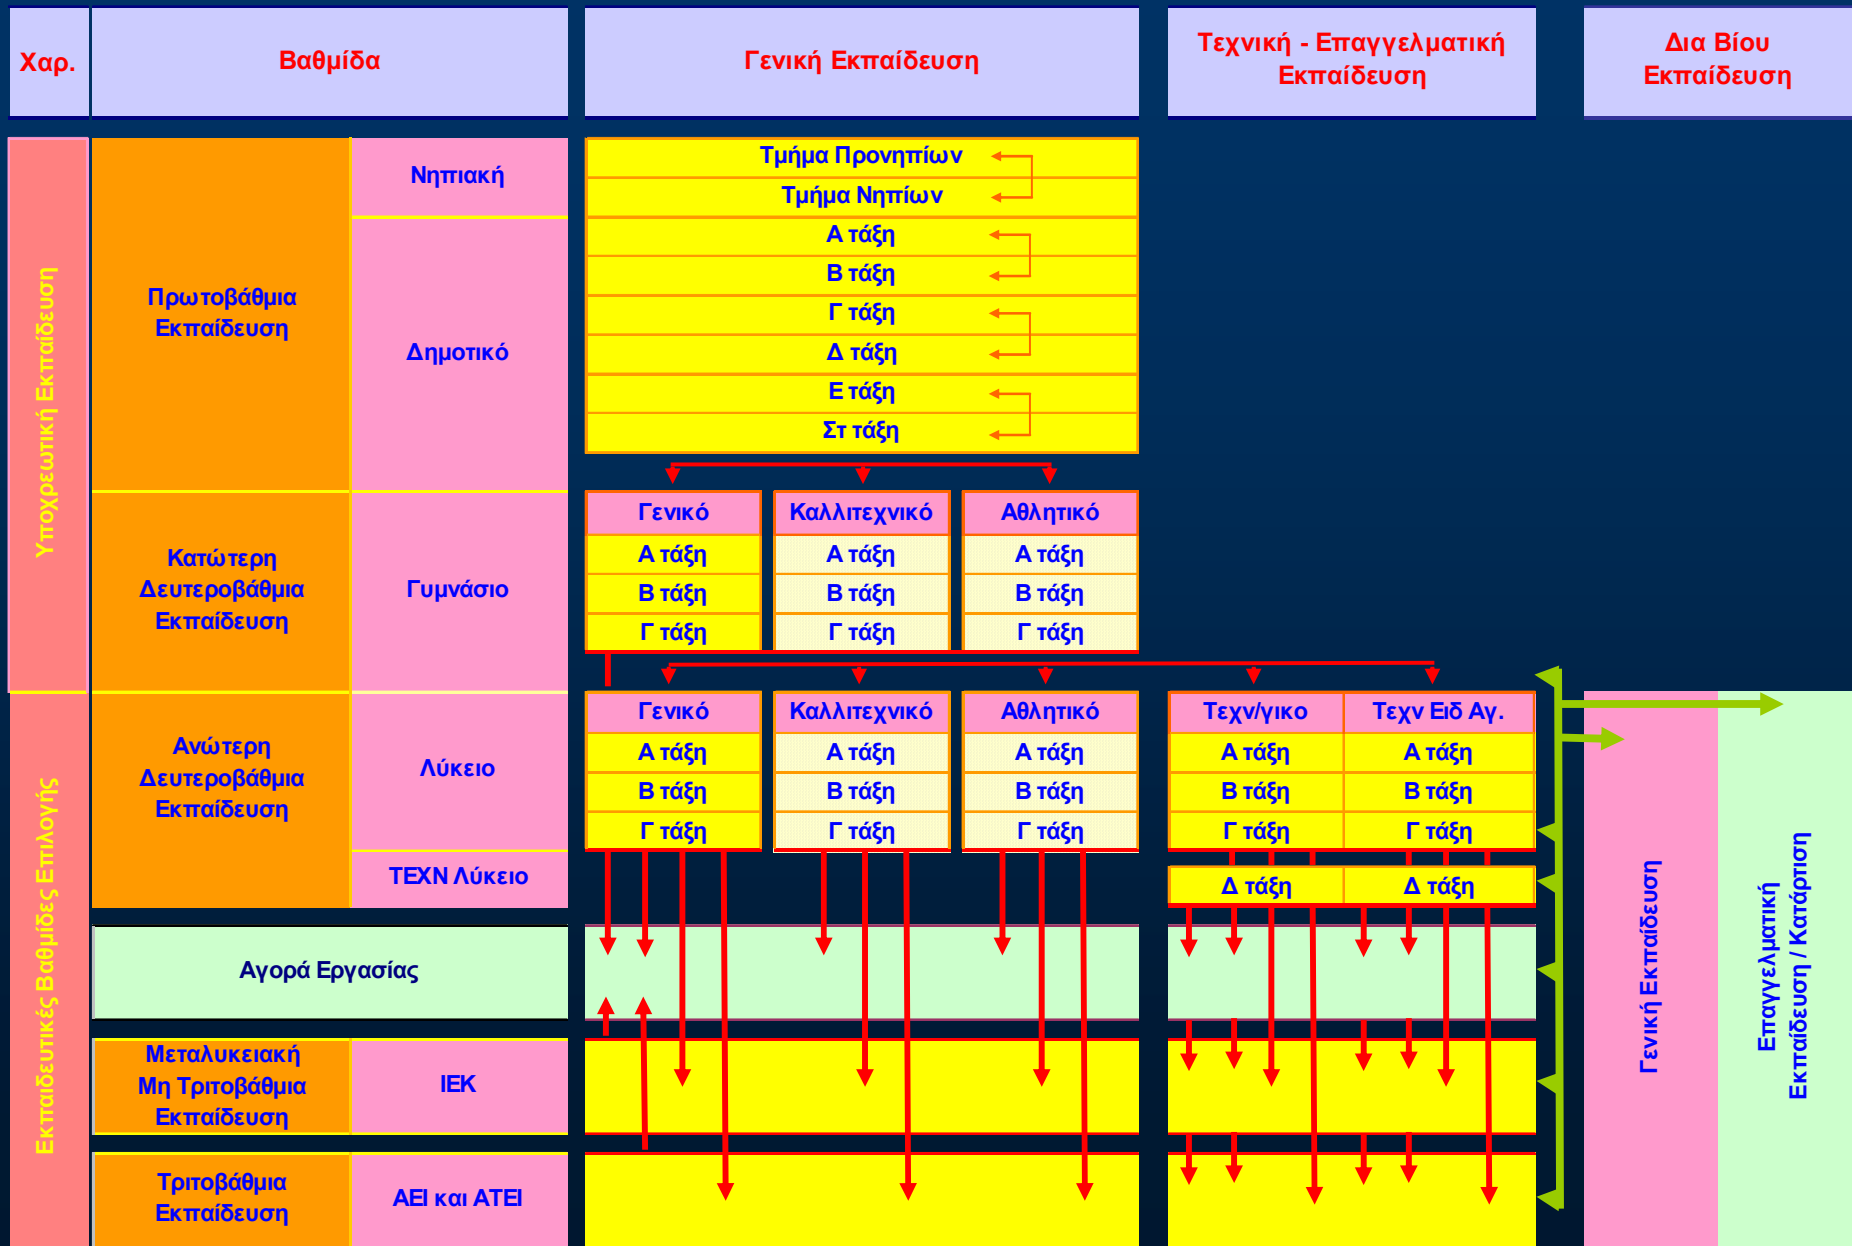 Χαρ.
Βαθμίδα
Γενική Εκπαίδευση
Τεχνική - Επαγγελματική
Εκπαίδευση
Δια Βίου
Εκπαίδευση
Υποχρεωτική Εκπαίδευση
Πρωτοβάθμια
Εκπαίδευση
Νηπιακή
Τμήμα Προνηπίων
Τμήμα Νηπίων
Δημοτικό
Α τάξη
Β τάξη
Γ τάξη
Δ τάξη
Ε τάξη
Στ τάξη
Κατώτερη
Δευτεροβάθμια
Εκπαίδευση
Γυμνάσιο
Γενικό
Καλλιτεχνικό
Αθλητικό
Α τάξη
Α τάξη
Α τάξη
Β τάξη
Β τάξη
Β τάξη
Γ τάξη
Γ τάξη
Γ τάξη
Εκπαιδευτικές Βαθμίδες Επιλογής
Ανώτερη
Δευτεροβάθμια
Εκπαίδευση
Λύκειο
Γενικό
Καλλιτεχνικό
Αθλητικό
Τεχν/γικο
Τεχν Ειδ Αγ.
Α τάξη
Α τάξη
Α τάξη
Α τάξη
Α τάξη
Β τάξη
Β τάξη
Β τάξη
Β τάξη
Β τάξη
Γ τάξη
Γ τάξη
Γ τάξη
Γ τάξη
Γ τάξη
ΤΕΧΝ Λύκειο
Δ τάξη
Δ τάξη
Αγορά Εργασίας
Μεταλυκειακή
Μη Τριτοβάθμια
Εκπαίδευση
ΙΕΚ
Τριτοβάθμια
Εκπαίδευση
ΑΕΙ και ΑΤΕΙ
Γενική Εκπαίδευση
Επαγγελματική
Εκπαίδευση / Κατάρτιση